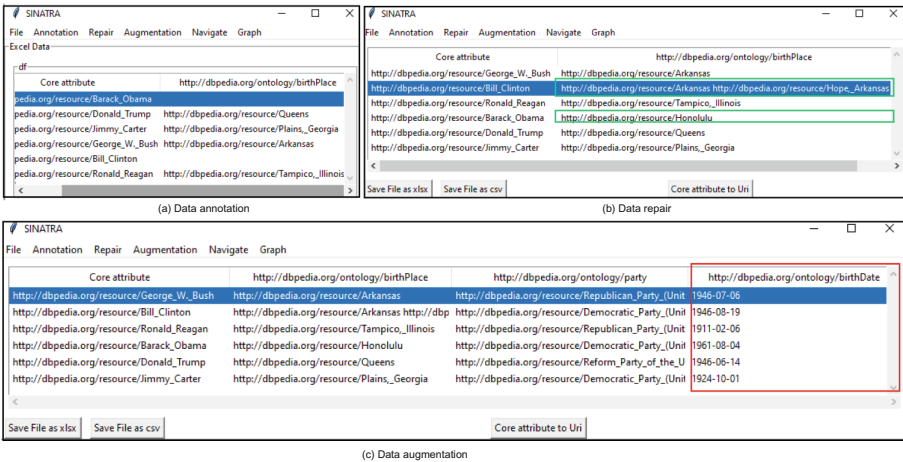 SINATRA
File Annotation Repair Augmentation Navigate Graph
Excel Data
df
Core attribute http://dbpedia.org/ontology/birthPlace
pedia.org/resource/Barack_Obama
pedia.org/resource/Donald_Trump http://dbpedia.org/resource/Queens
pedia.org/resource/Jimmy_Carter http://dbpedia.org/resource/Plains,_Georgia
pedia.org/resource/George_W._Bush http://dbpedia.org/resource/Arkansas
pedia.org/resource/Bill_Clinton
pedia.org/resource/Ronald_Reagan http://dbpedia.org/resource/Tampico,_Illinois
(a) Data annotation
SINATRA
File Annotation Repair Augmentation Navigate Graph
Core attribute http://dbpedia.org/ontology/birthPlace
http://dbpedia.org/resource/George_W._Bush http://dbpedia.org/resource/Arkansas
http://dbpedia.org/resource/Bill_Clinton http://dbpedia.org/resource/Arkansas http://dbpedia.org/resource/Hope,_Arkansas
http://dbpedia.org/resource/Ronald_Reagan http://dbpedia.org/resource/Tampico,_Illinois
http://dbpedia.org/resource/Barack_Obama http://dbpedia.org/resource/Honolulu
http://dbpedia.org/resource/Donald_Trump http://dbpedia.org/resource/Queens
http://dbpedia.org/resource/Jimmy_Carter http://dbpedia.org/resource/Plains,_Georgia
Save File as xlsx Save File as csv Core attribute to Uri
(b) Data repair
SINATRA
File Annotation Repair Augmentation Navigate Graph
Core attribute http://dbpedia.org/ontology/birthPlace http://dbpedia.org/ontology/party http://dbpedia.org/ontology/birthDate
http://dbpedia.org/resource/George_W._Bush http://dbpedia.org/resource/Arkansas http://dbpedia.org/resource/Republican_Party_(Unit 1946-07-06
http://dbpedia.org/resource/Bill_Clinton http://dbpedia.org/resource/Arkansas http://dbp http://dbpedia.org/resource/Democratic_Party_(Unit 1946-08-19
http://dbpedia.org/resource/Ronald_Reagan http://dbpedia.org/resource/Tampico,_Illinois http://dbpedia.org/resource/Republican_Party_(Unit 1911-02-06
http://dbpedia.org/resource/Barack_Obama http://dbpedia.org/resource/Honolulu http://dbpedia.org/resource/Democratic_Party_(Unit 1961-08-04
http://dbpedia.org/resource/Donald_Trump http://dbpedia.org/resource/Queens http://dbpedia.org/resource/Reform_Party_of_the_U 1946-06-14
http://dbpedia.org/resource/Jimmy_Carter http://dbpedia.org/resource/Plains,_Georgia http://dbpedia.org/resource/Democratic_Party_(Unit 1924-10-01
Save File as xlsx Save File as csv Core attribute to Uri
(c) Data augmentation